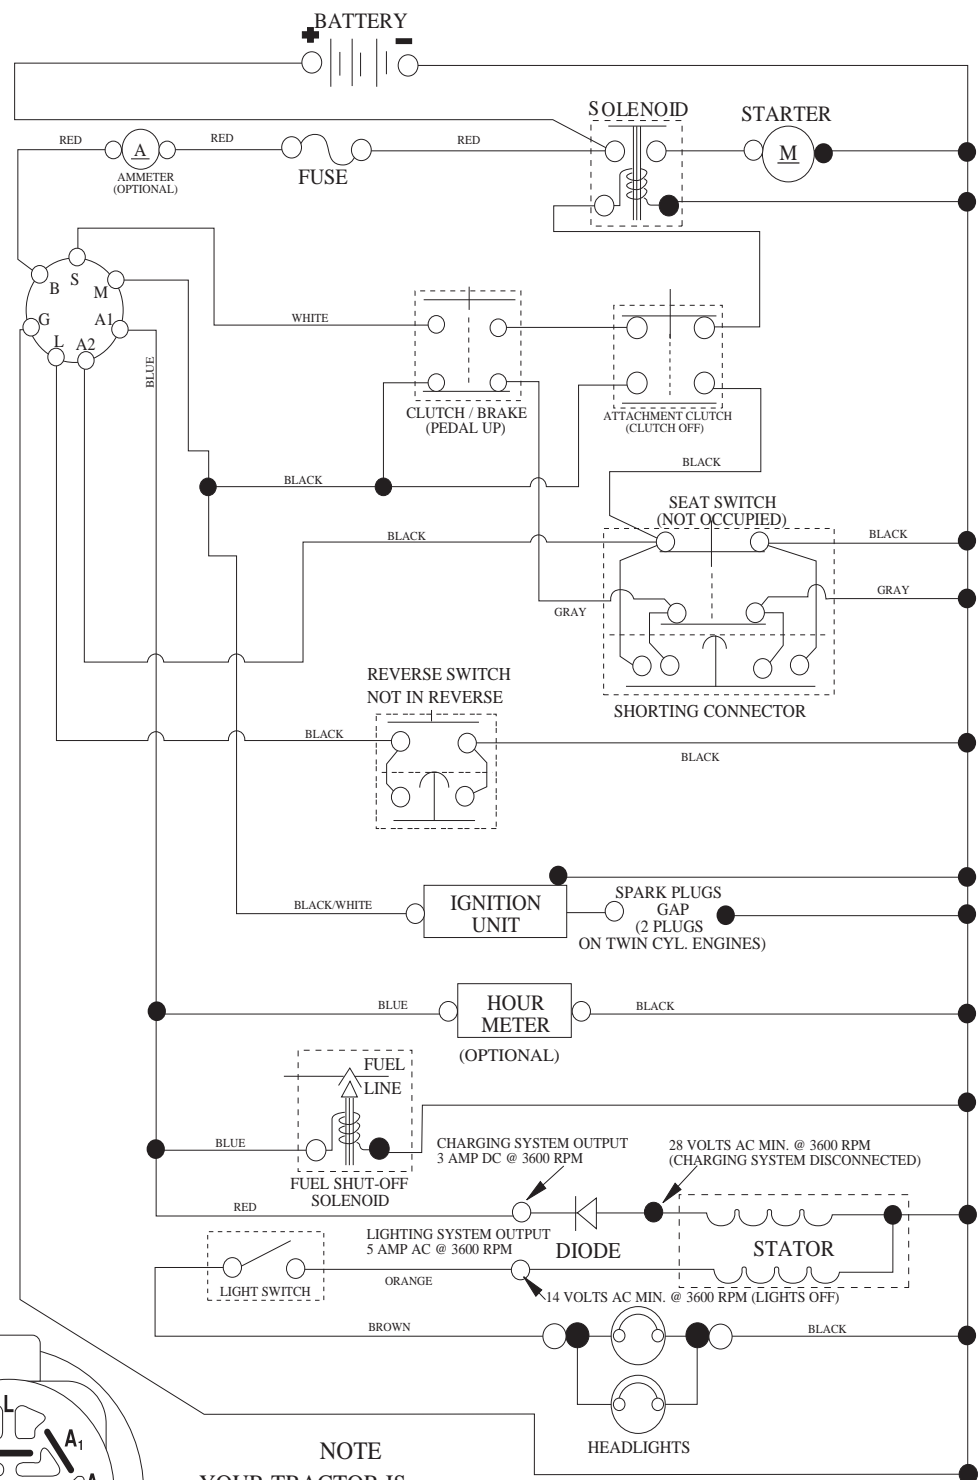 BATTERY
+
-
SOLENOID
STARTER
RED
A
RED
RED
M
AMMETER
(OPTIONAL)
FUSE
B
S
M
G
A1
L
A2
WHITE
BLUE
CLUTCH / BRAKE
(PEDAL UP)
ATTACHMENT CLUTCH
(CLUTCH OFF)
BLACK
BLACK
SEAT SWITCH
(NOT OCCUPIED)
BLACK
BLACK
GRAY
GRAY
REVERSE SWITCH
NOT IN REVERSE
SHORTING CONNECTOR
BLACK
BLACK
BLACK/WHITE
IGNITION
UNIT
SPARK PLUGS
GAP
(2 PLUGS
ON TWIN CYL. ENGINES)
BLUE
HOUR
METER
BLACK
(OPTIONAL)
FUEL
LINE
BLUE
FUEL SHUT-OFF
SOLENOID
CHARGING SYSTEM OUTPUT
3 AMP DC @ 3600 RPM
28 VOLTS AC MIN. @ 3600 RPM
(CHARGING SYSTEM DISCONNECTED)
RED
LIGHTING SYSTEM OUTPUT
5 AMP AC @ 3600 RPM
DIODE
STATOR
LIGHT SWITCH
ORANGE
14 VOLTS AC MIN. @ 3600 RPM (LIGHTS OFF)
BROWN
BLACK
HEADLIGHTS
L
A1
NOTE
YOUR TRACTOR IS